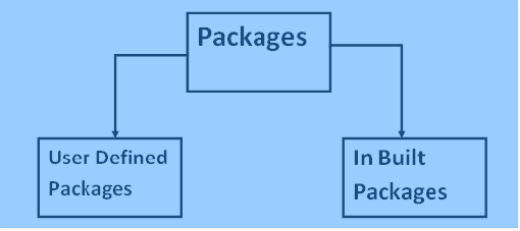 Packages
User Defined
Packages
In Built
Packages